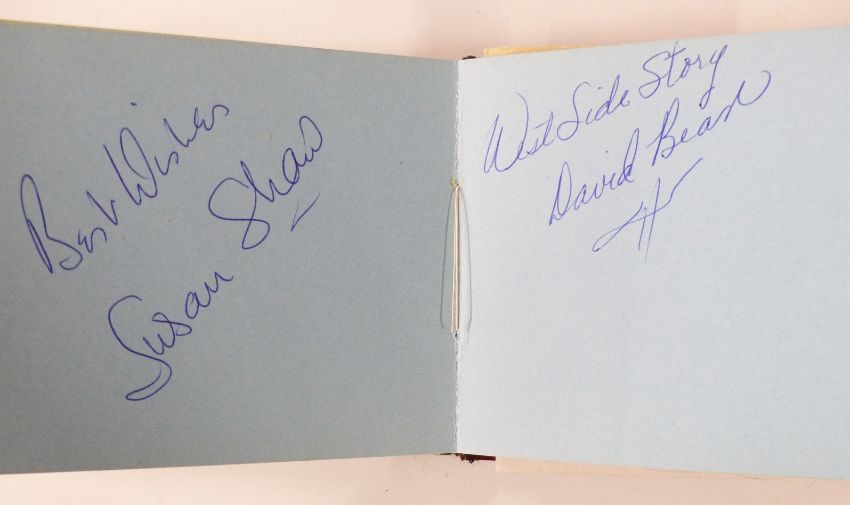 Best Wishes
Susan Shaw
West Side Story
David Bean